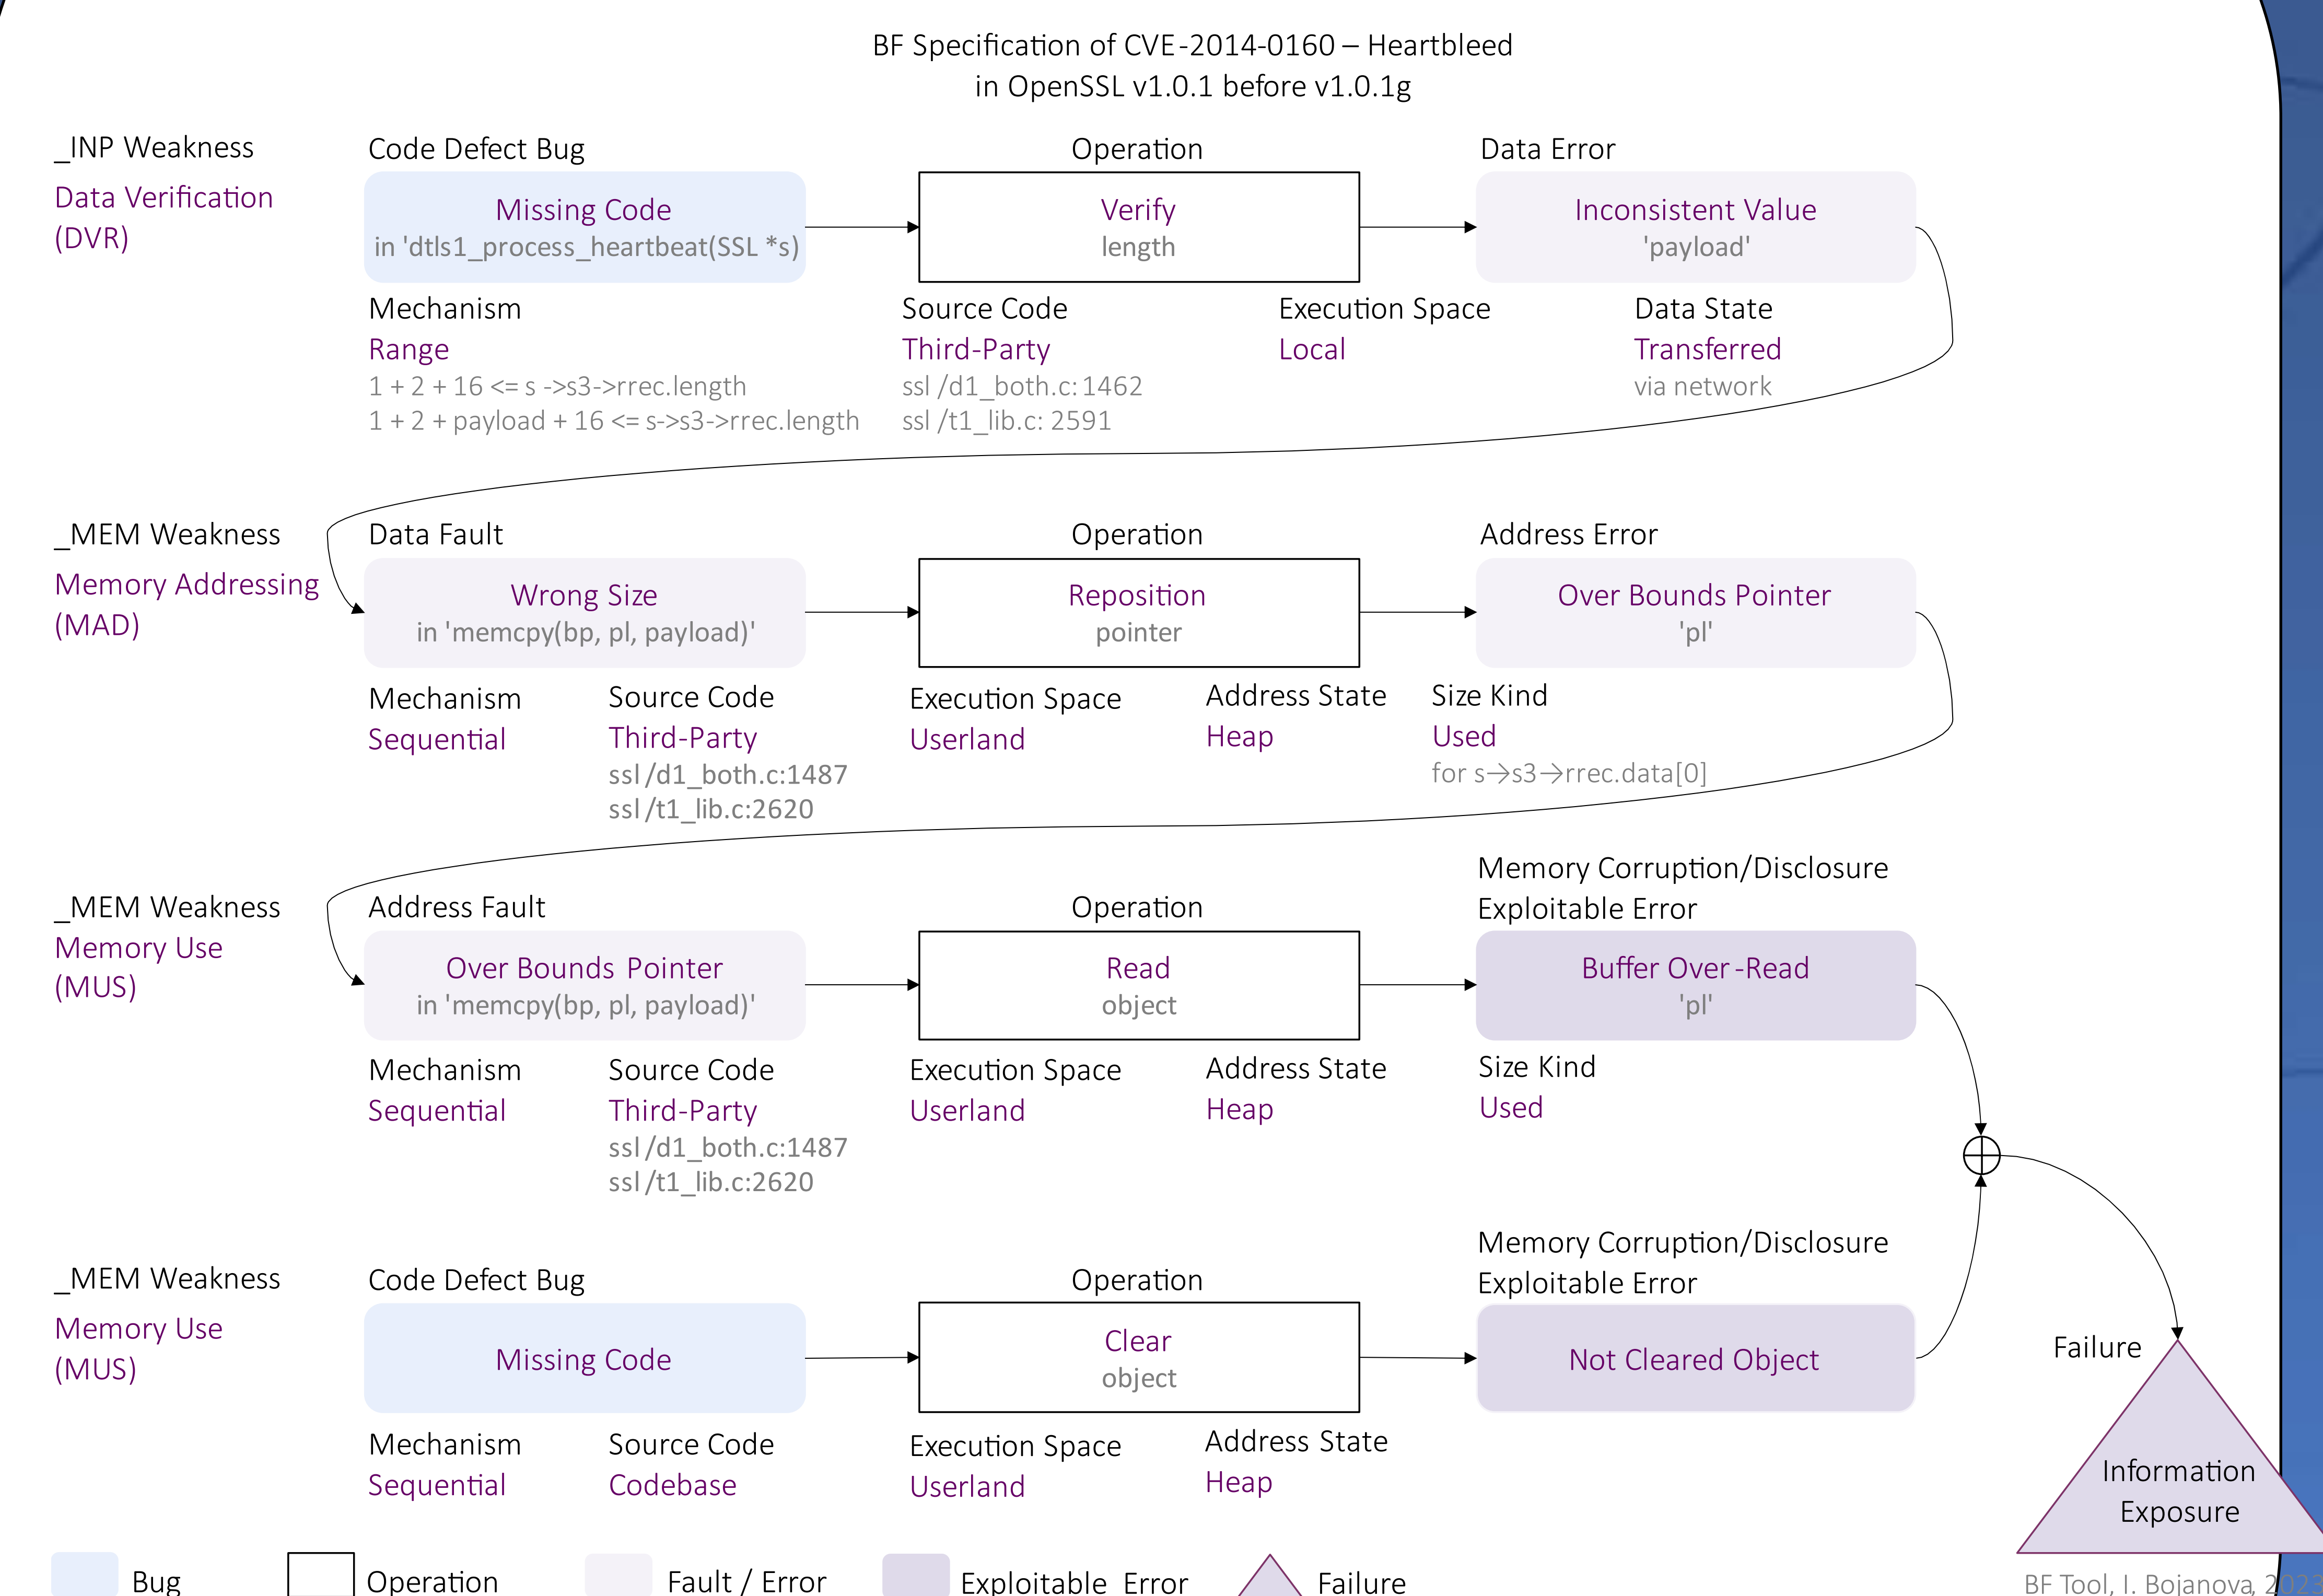 BF Specification of CVE-2014-0160 – Heartbleed
in OpenSSL v1.0.1 before v1.0.1g
_INP Weakness
Data Verification
(DVR)
Code Defect Bug
Missing Code
in 'dtls1_process_heartbeat(SSL *s)
Operation
Verify
length
Data Error
Inconsistent Value
'payload'
Mechanism
Range
1 + 2 + 16 <= s ->s3->rrec.length
1 + 2 + payload + 16 <= s->s3->rrec.length
Source Code
Third-Party
ssl /d1_both.c: 1462
ssl /t1_lib.c: 2591
Execution Space
Local
Data State
Transferred
via network
_MEM Weakness
Memory Addressing
(MAD)
Data Fault
Wrong Size
in 'memcpy(bp, pl, payload)'
Operation
Reposition
pointer
Address Error
Over Bounds Pointer
'pl'
Mechanism
Sequential
Source Code
Third-Party
ssl /d1_both.c:1487
ssl /t1_lib.c:2620
Execution Space
Userland
Address State
Heap
Size Kind
Used
for s→s3→rrec.data[0]
_MEM Weakness
Memory Use
(MUS)
Address Fault
Over Bounds Pointer
in 'memcpy(bp, pl, payload)'
Operation
Read
object
Memory Corruption/Disclosure
Exploitable Error
Buffer Over-Read
'pl'
Mechanism
Sequential
Source Code
Third-Party
ssl /d1_both.c:1487
ssl /t1_lib.c:2620
Execution Space
Userland
Address State
Heap
Size Kind
Used
_MEM Weakness
Memory Use
(MUS)
Code Defect Bug
Missing Code
Operation
Clear
object
Memory Corruption/Disclosure
Exploitable Error
Not Cleared Object
Mechanism
Sequential
Source Code
Codebase
Execution Space
Userland
Address State
Heap
Failure
Information
Exposure
Bug
Operation
Fault / Error
Exploitable Error
Failure
BF Tool, I. Bojanova, 2023